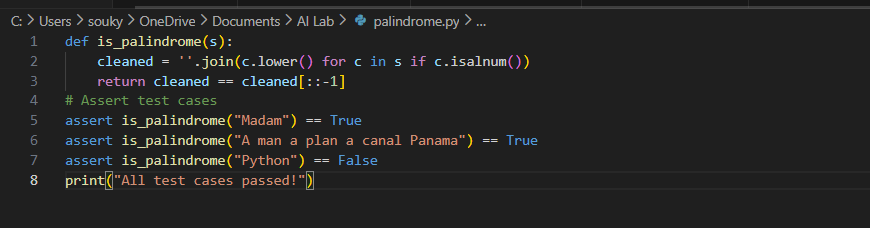 C: > Users > souky > OneDrive > Documents > AI Lab > palindrome.py > ...
1 def is_palindrome(s):
2     cleaned = ''.join(c.lower() for c in s if c.isalnum())
3     return cleaned == cleaned[::-1]
4 # Assert test cases
5 assert is_palindrome("Madam") == True
6 assert is_palindrome("A man a plan a canal Panama") == True
7 assert is_palindrome("Python") == False
8 print("All test cases passed!")